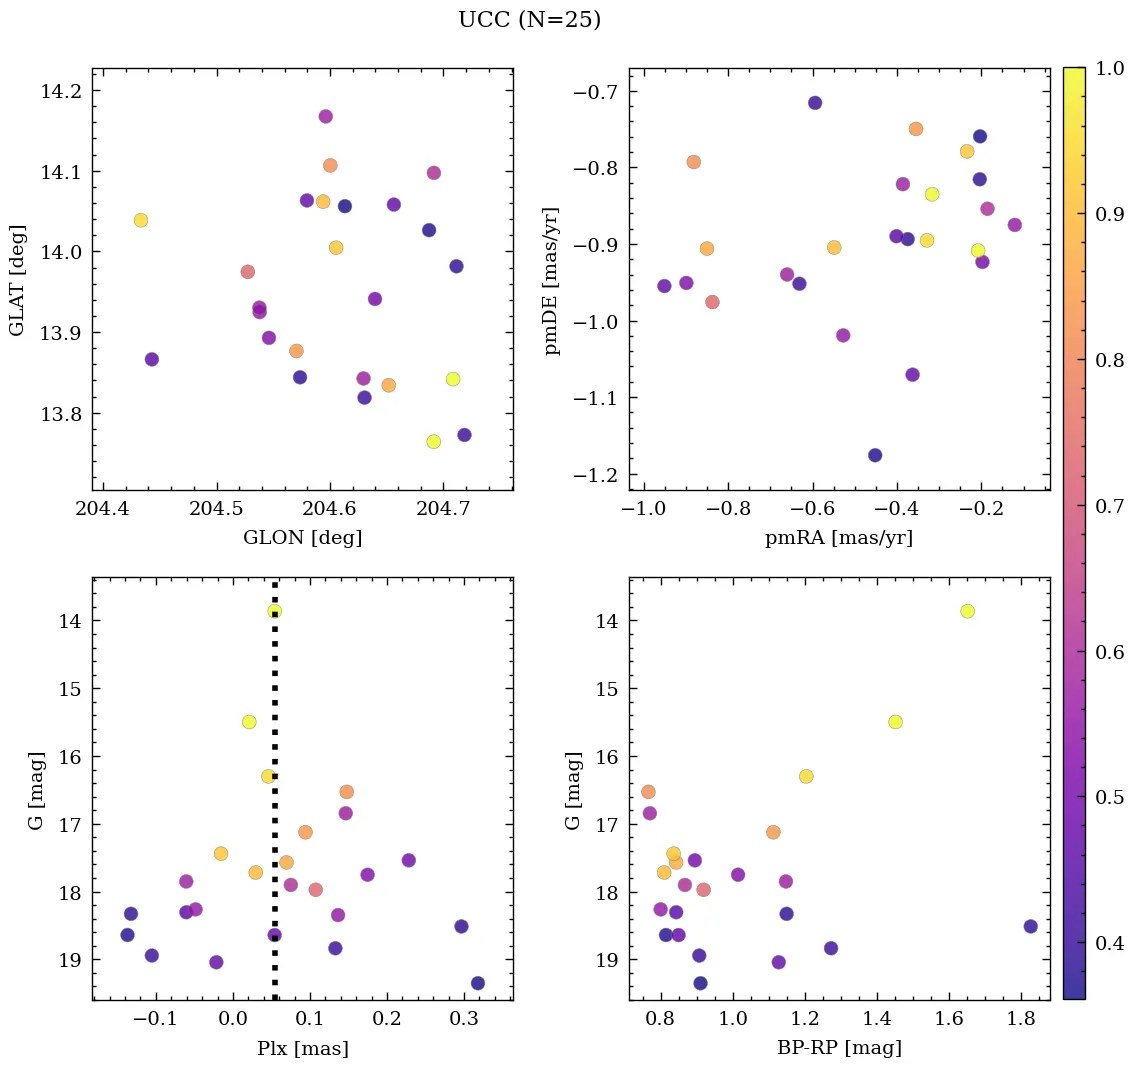 UCC (N=25)
14.2
14.1
14.0
13.9
13.8
GLAT [deg]
204.4 204.5 204.6 204.7
GLON [deg]
−0.7
−0.8
−0.9
−1.0
−1.1
−1.2
pmDE [mas/yr]
−1.0 −0.8 −0.6 −0.4 −0.2
pmRA [mas/yr]
1.0
0.9
0.8
0.7
0.6
0.5
0.4
14
15
16
17
18
19
G [mag]
−0.1 0.0 0.1 0.2 0.3
Plx [mas]
14
15
16
17
18
19
G [mag]
0.8 1.0 1.2 1.4 1.6 1.8
BP-RP [mag]